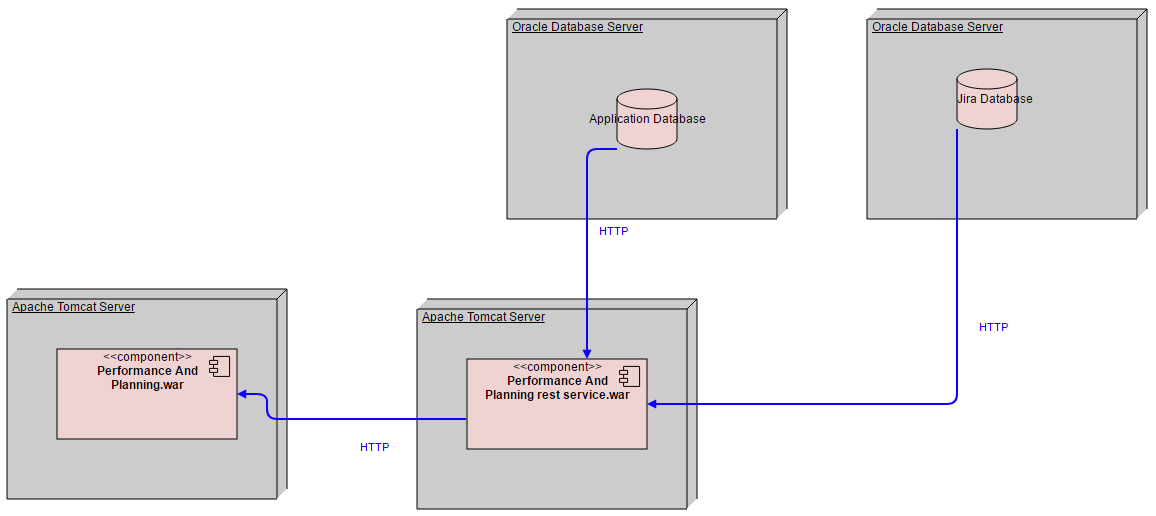 Oracle Database Server
Oracle Database Server
Jira Database
Application Database
HTTP
Apache Tomcat Server
Apache Tomcat Server
HTTP
<<component>>
Performance And
Planning.war
<<component>>
Performance And
Planning rest service.war
HTTP